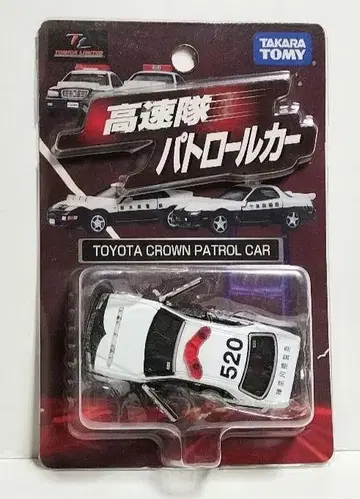 TOMICA LIMITED
TAKARA
TOMY
高速隊
パトロールカー
TOYOTA CROWN PATROL CAR
520